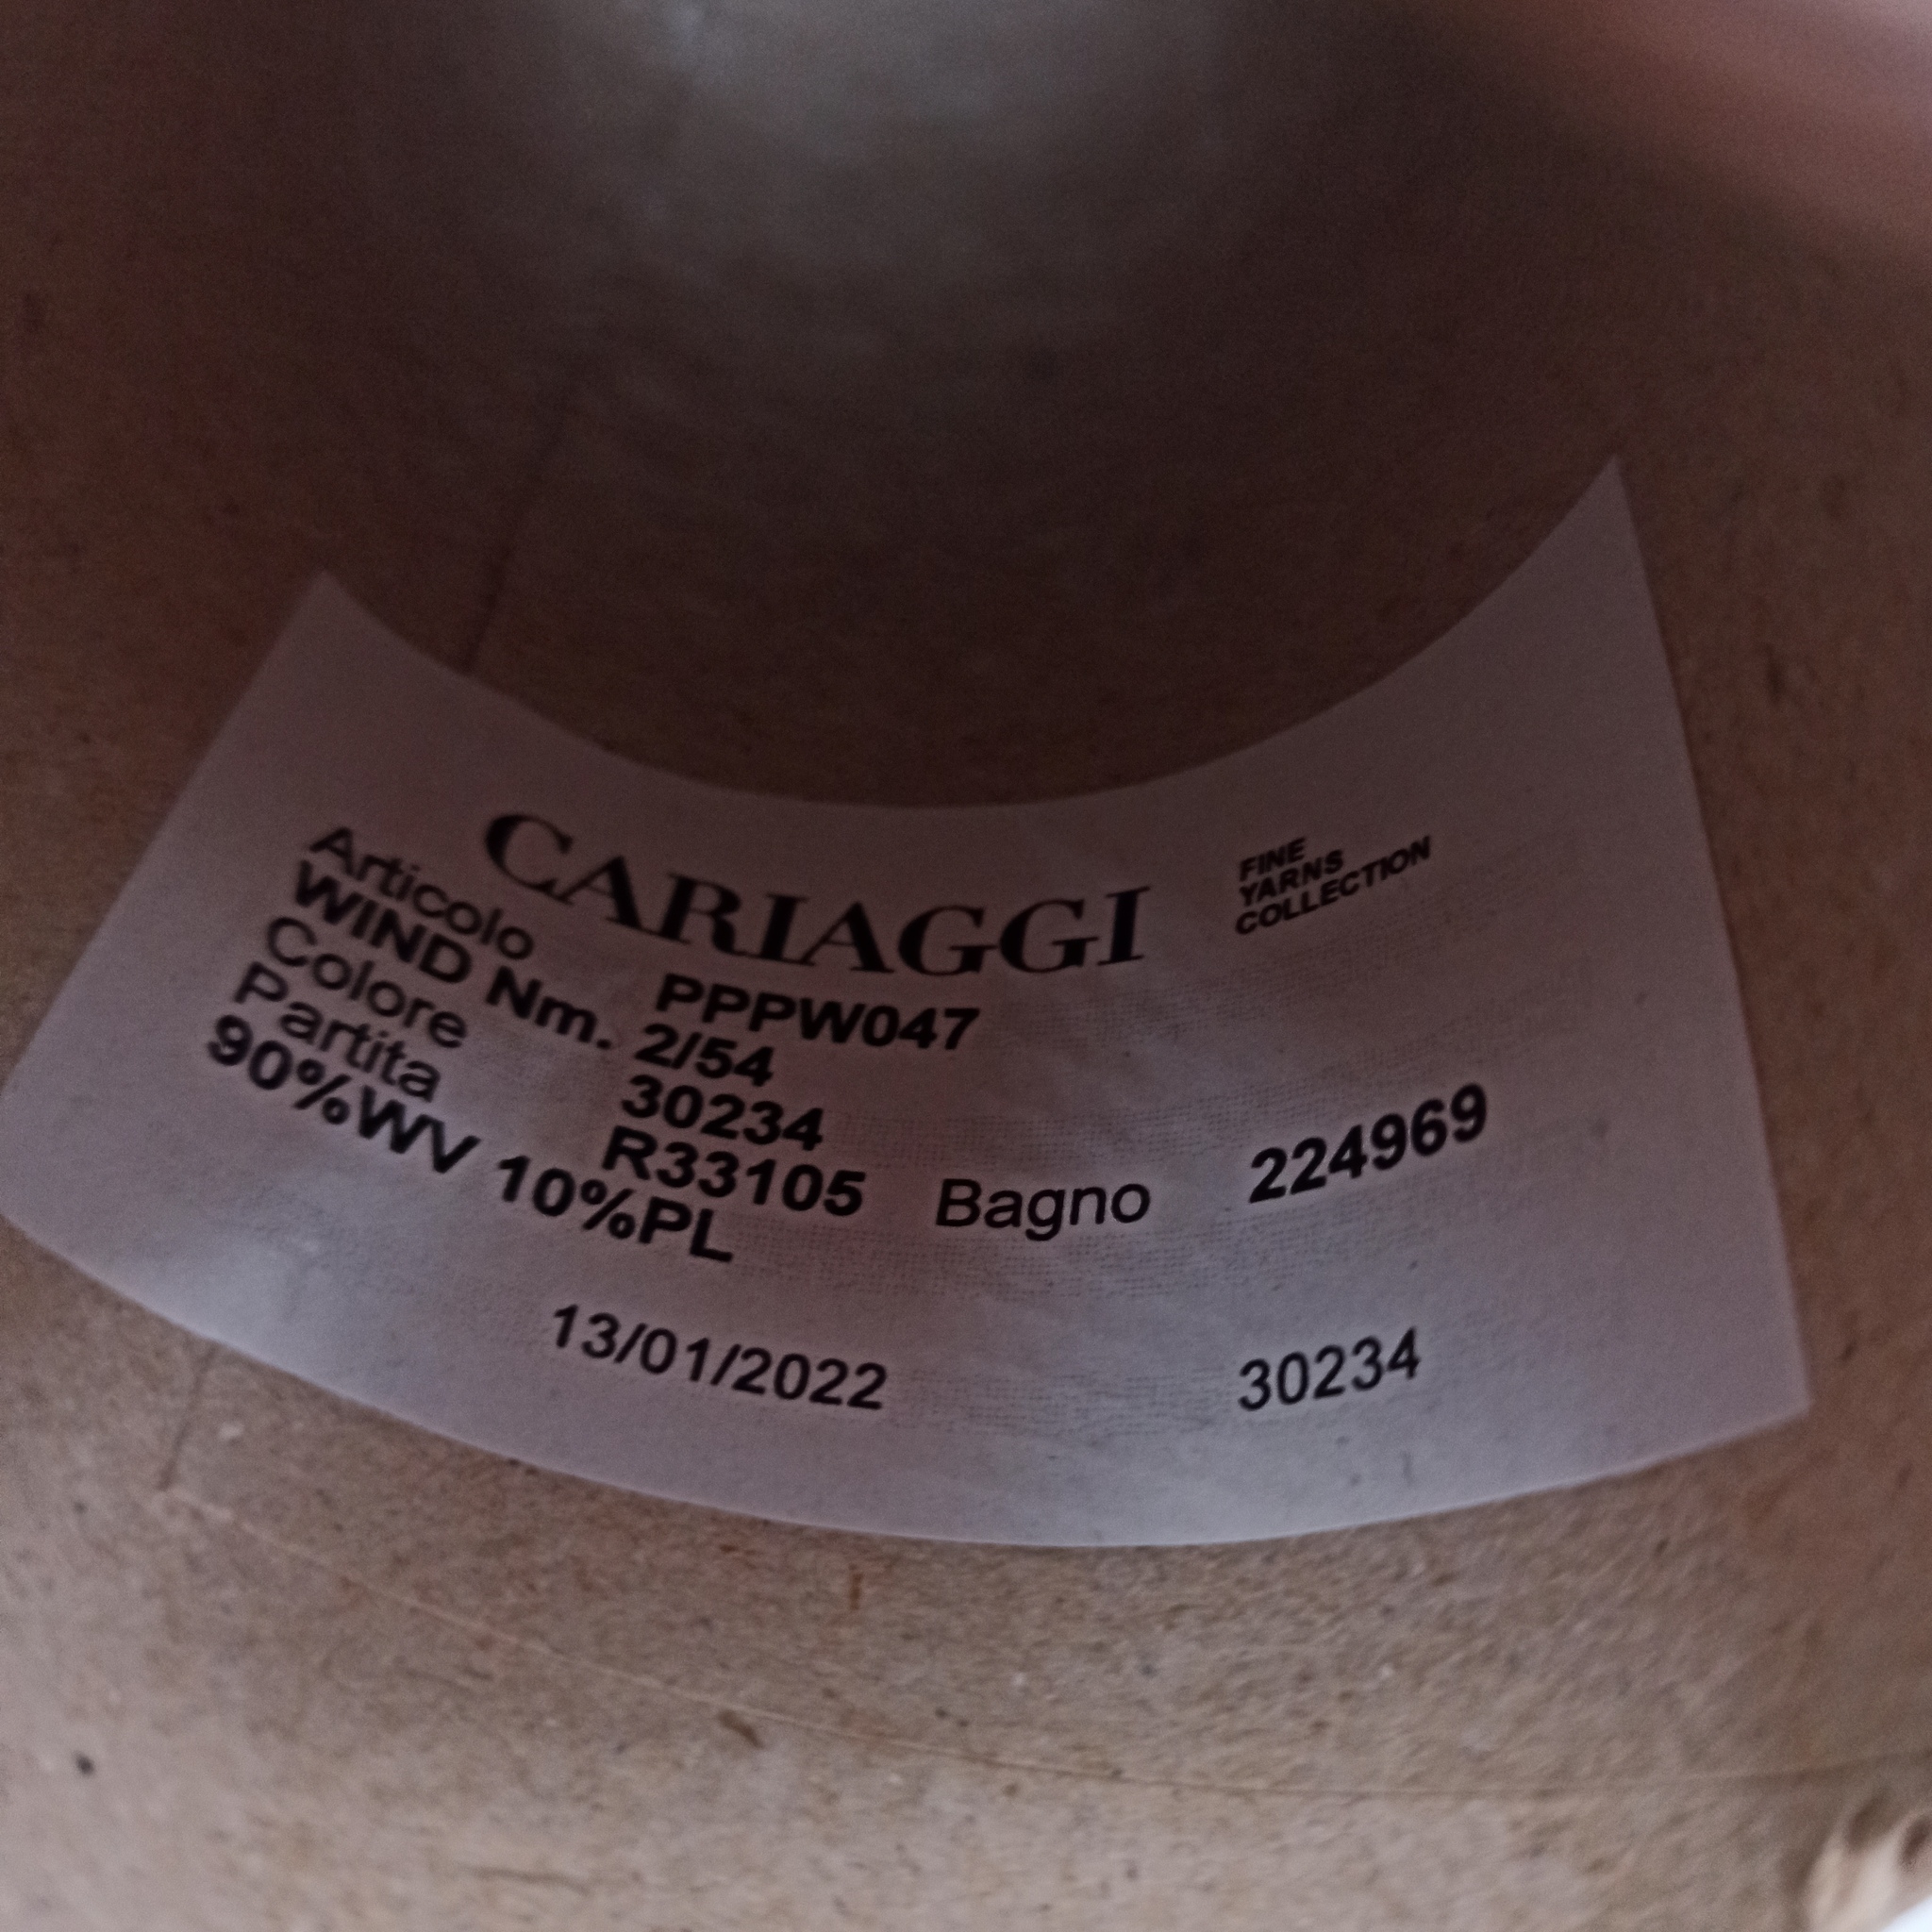 CARIAGGI
FINE
YARNS
COLLECTION
Articolo PPPW047
WIND Nm. 2/54
Colore 30234
Partita R33105 Bagno 224969
90%WV 10%PL
13/01/2022 30234